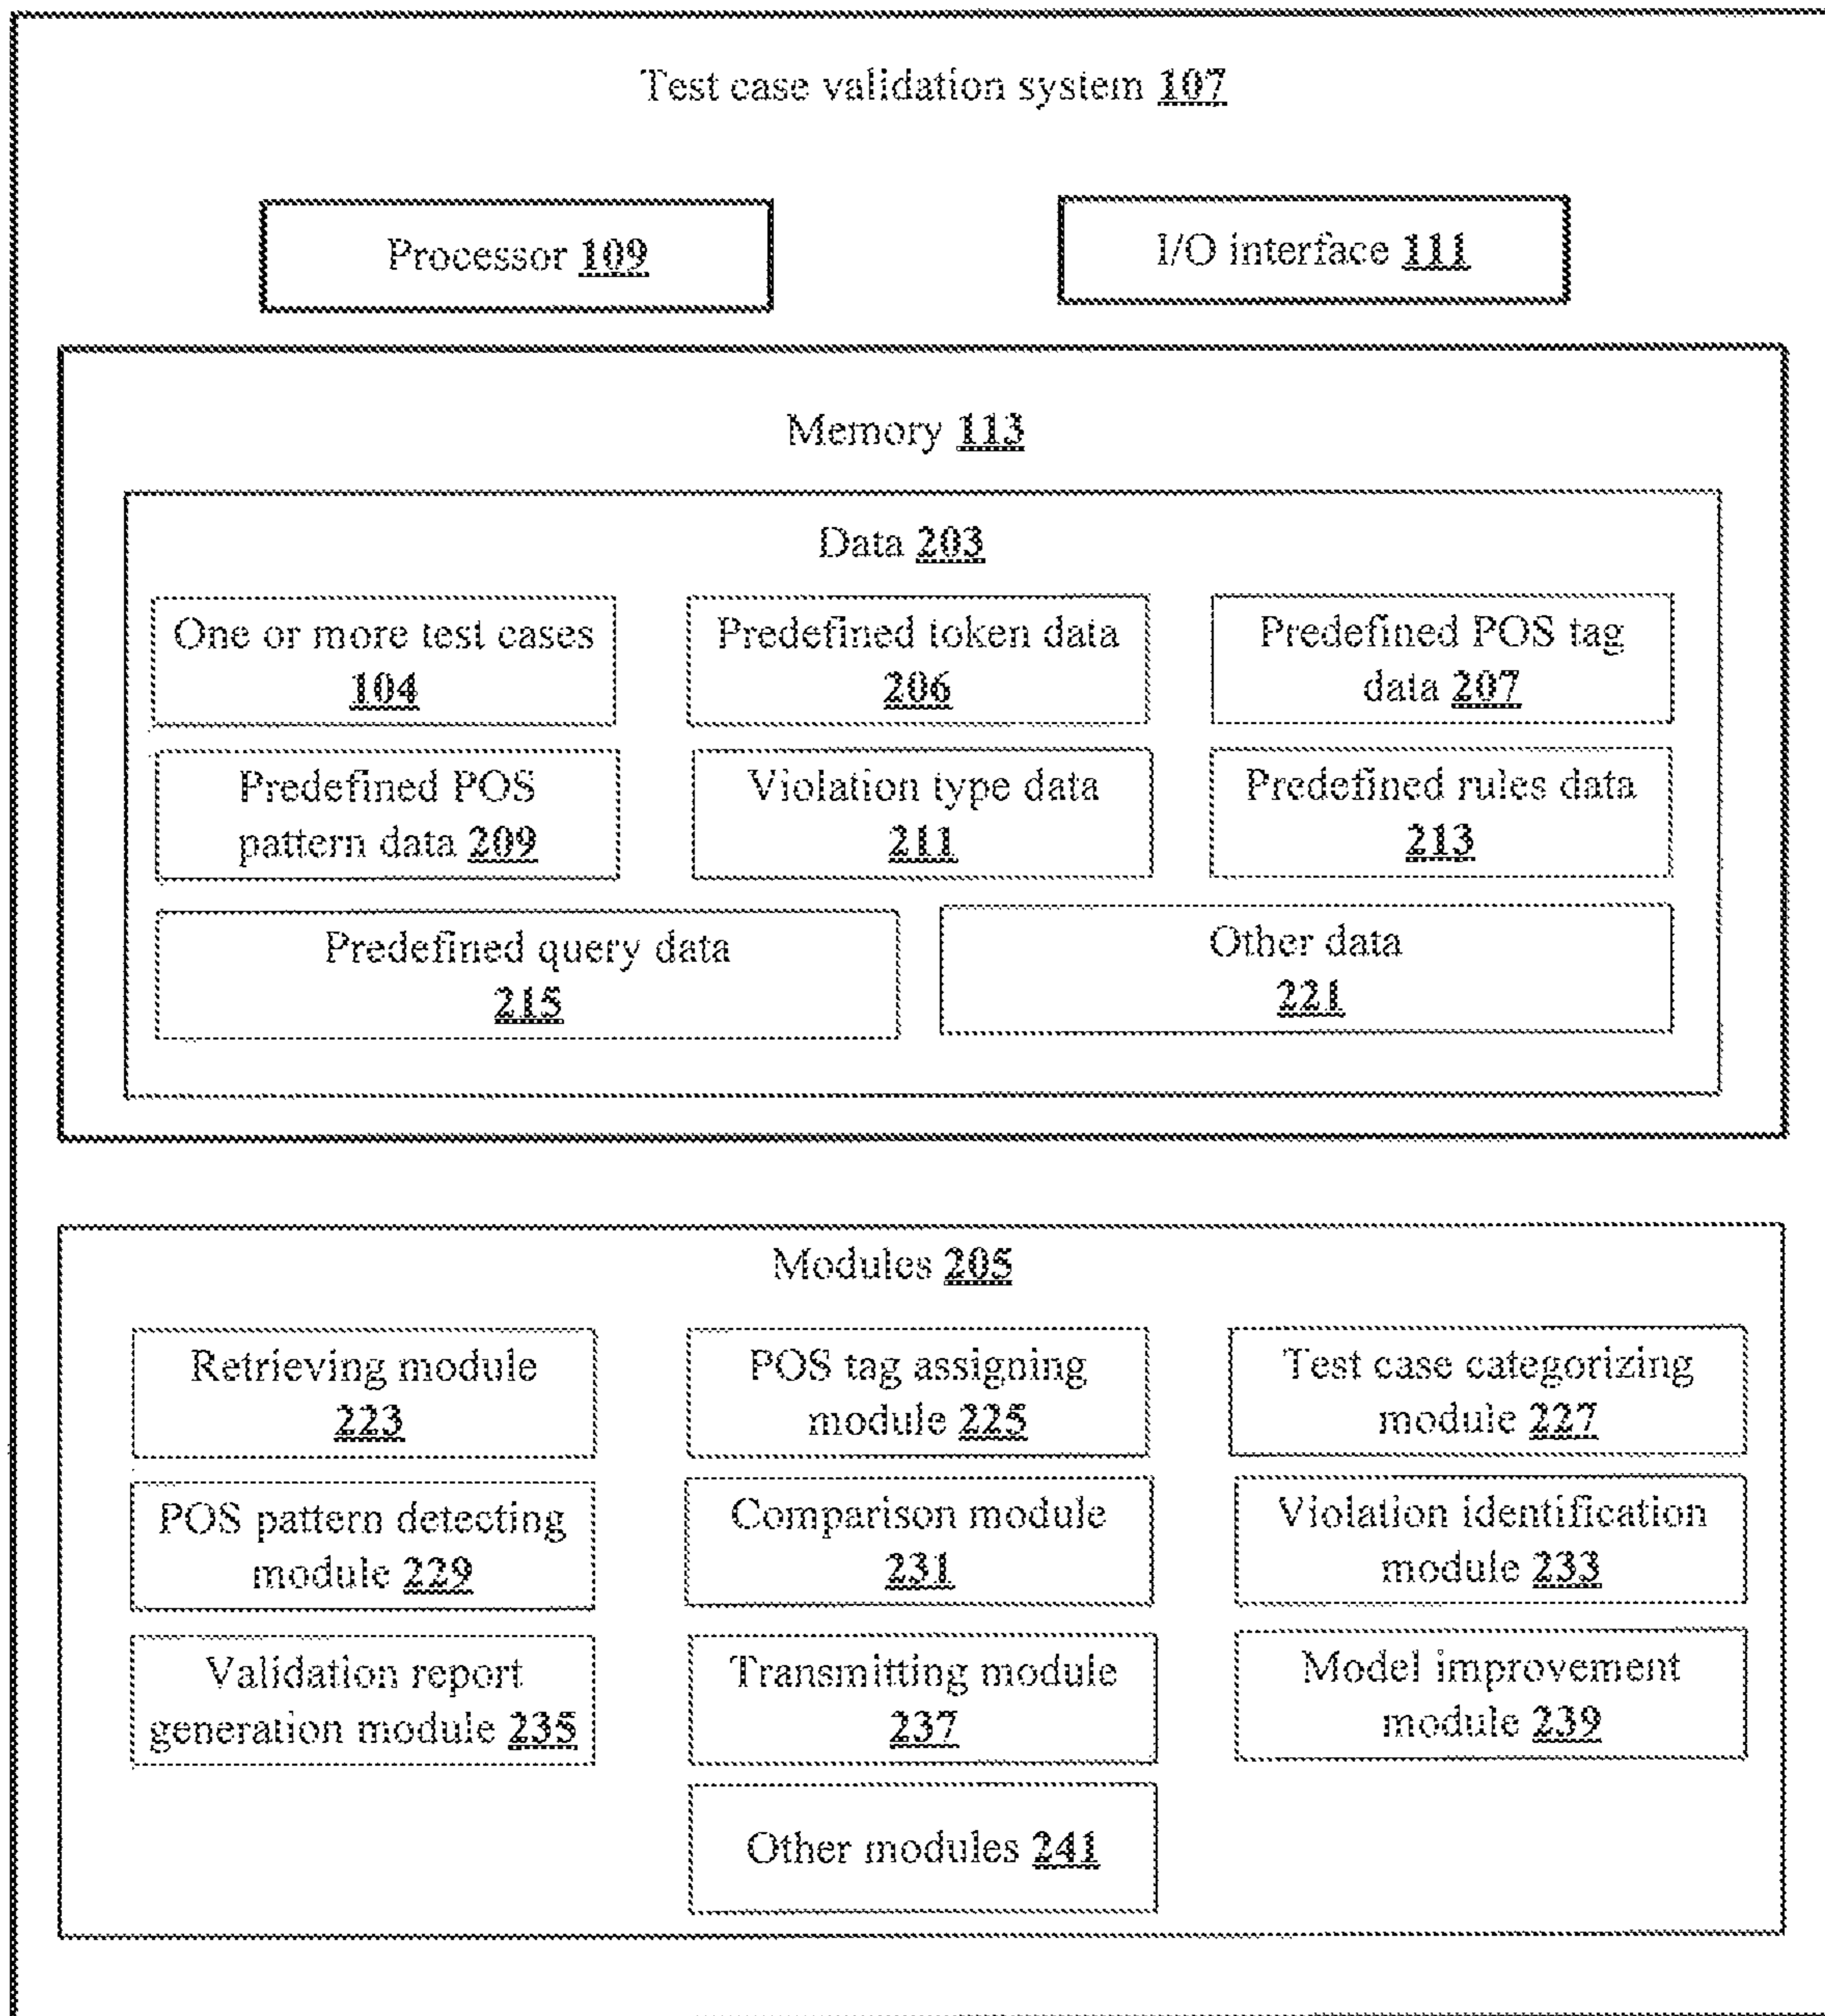 Test case validation system 107
Processor 109
I/O interface 111
Memory 113
Data 203
One or more test cases
104
Predefined token data
206
Predefined POS tag
data 207
Predefined POS
pattern data 209
Violation type data
211
Predefined rules data
213
Predefined query data
215
Other data
221
Modules 205
Retrieving module
223
POS tag assigning
module 225
Test case categorizing
module 227
POS pattern detecting
module 229
Comparison module
231
Violation identification
module 233
Validation report
generation module 235
Transmitting module
237
Model improvement
module 239
Other modules 241